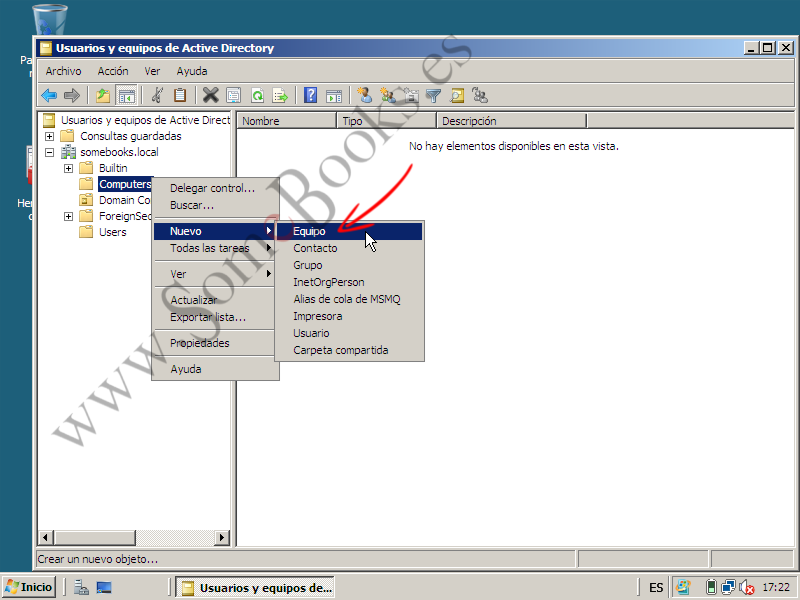 Pa
Usuarios y equipos de Active Directory
Archivo Acción Ver Ayuda
Usuarios y equipos de Active Direct
Nombre Tipo Descripción
Consultas guardadas
somebooks.local
No hay elementos disponibles en esta vista.
Builtin
Computers
Domain Co
ForeignSec
Users
Delegar control...
Buscar...
Nuevo
Todas las tareas
Ver
Actualizar
Exportar lista...
Propiedades
Ayuda
Equipo
Contacto
Grupo
InetOrgPerson
Alias de cola de MSMQ
Impresora
Usuario
Carpeta compartida
www.SomeBooks.es
Her
Crear un nuevo objeto...
Inicio
Usuarios y equipos de...
ES
17:22